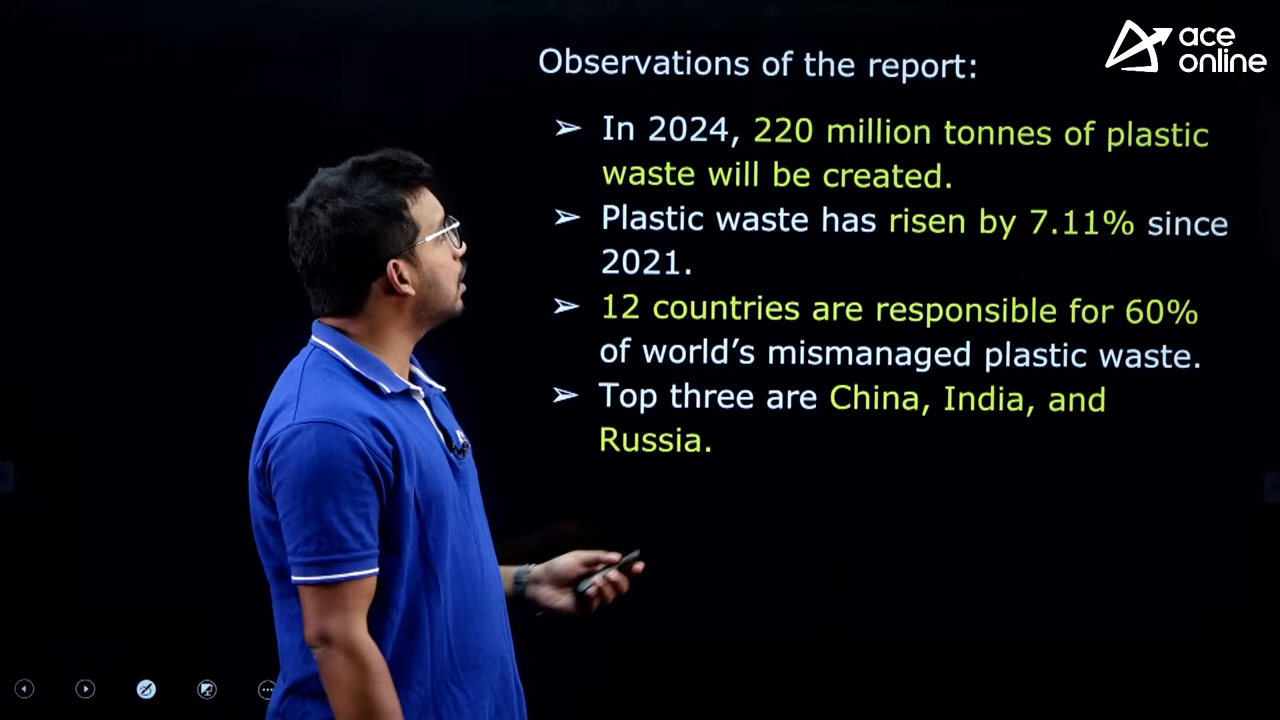 ace
online
Observations of the report:
➢ In 2024, 220 million tonnes of plastic
waste will be created.
➢ Plastic waste has risen by 7.11% since
2021.
➢ 12 countries are responsible for 60%
of world’s mismanaged plastic waste.
➢ Top three are China, India, and
Russia.